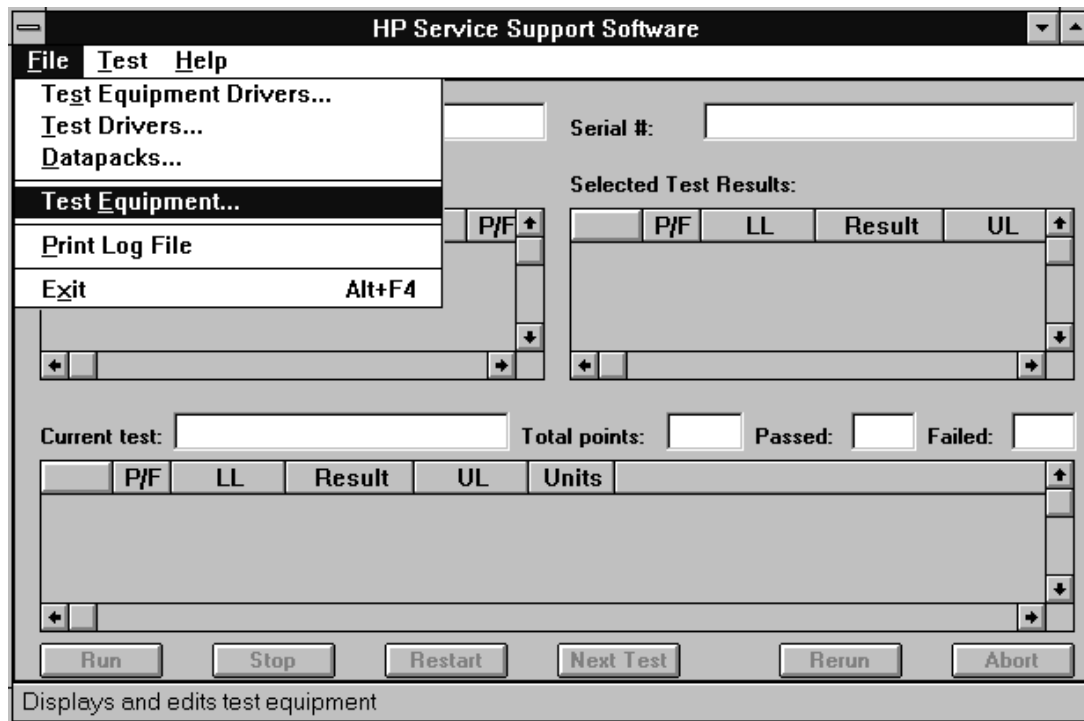 HP Service Support Software
File Test Help
Test Equipment Drivers...
Test Drivers...
Datapacks...
Test Equipment...
Print Log File
Exit Alt+F4
Serial #:
Selected Test Results:
P/F
P/F LL Result UL
Current test: Total points: Passed: Failed:
P/F LL Result UL Units
Run Stop Restart Next Test Rerun Abort
Displays and edits test equipment